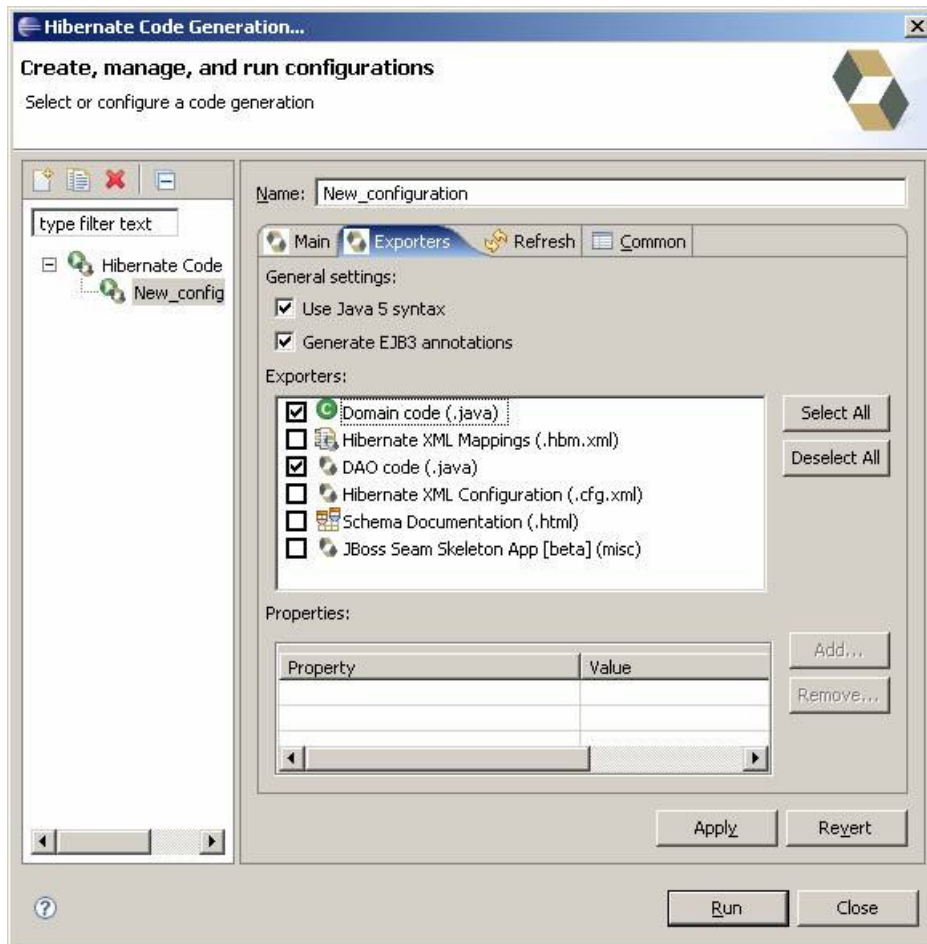 Hibernate Code Generation...
Create, manage, and run configurations
Select or configure a code generation
type filter text
Hibernate Code
New_config
Name: New_configuration
Main Exporters Refresh Common
General settings:
Use Java 5 syntax
Generate EJB3 annotations
Exporters:
Domain code (.java)
Hibernate XML Mappings (.hbm.xml)
DAO code (.java)
Hibernate XML Configuration (.cfg.xml)
Schema Documentation (.html)
JBoss Seam Skeleton App [beta] (misc)
Select All
Deselect All
Properties:
Property Value
Add...
Remove...
Apply Revert
Run Close